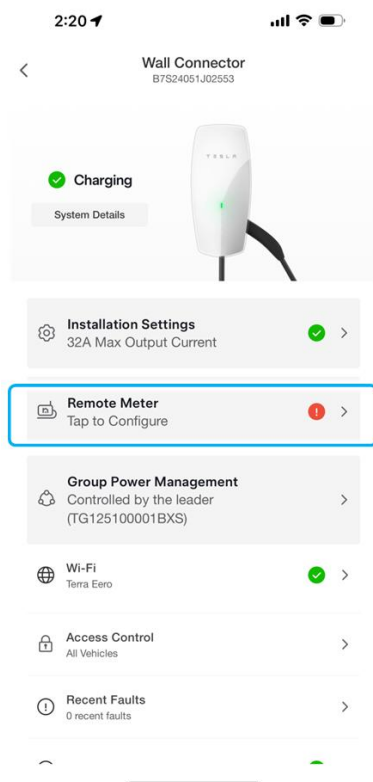 2:20
Wall Connector
B7S24051J02553
TESLA
Charging
System Details
Installation Settings
32A Max Output Current
Remote Meter
Tap to Configure
Group Power Management
Controlled by the leader
(TG125100001BXS)
Wi-Fi
Terra Eero
Access Control
All Vehicles
Recent Faults
0 recent faults